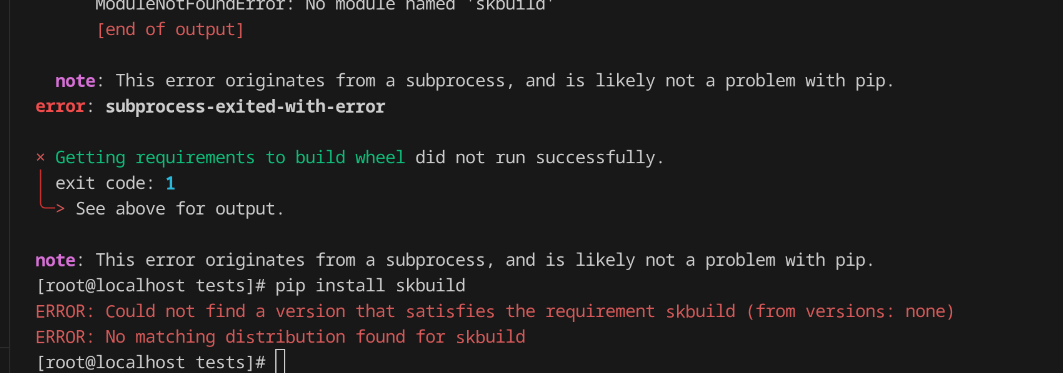 ModuleNotFoundError: No module named 'skbuild'
[end of output]
note: This error originates from a subprocess, and is likely not a problem with pip.
error: subprocess-exited-with-error
× Getting requirements to build wheel did not run successfully.
│ exit code: 1
╰─> See above for output.
note: This error originates from a subprocess, and is likely not a problem with pip.
[root@localhost tests]# pip install skbuild
ERROR: Could not find a version that satisfies the requirement skbuild (from versions: none)
ERROR: No matching distribution found for skbuild
[root@localhost tests]#